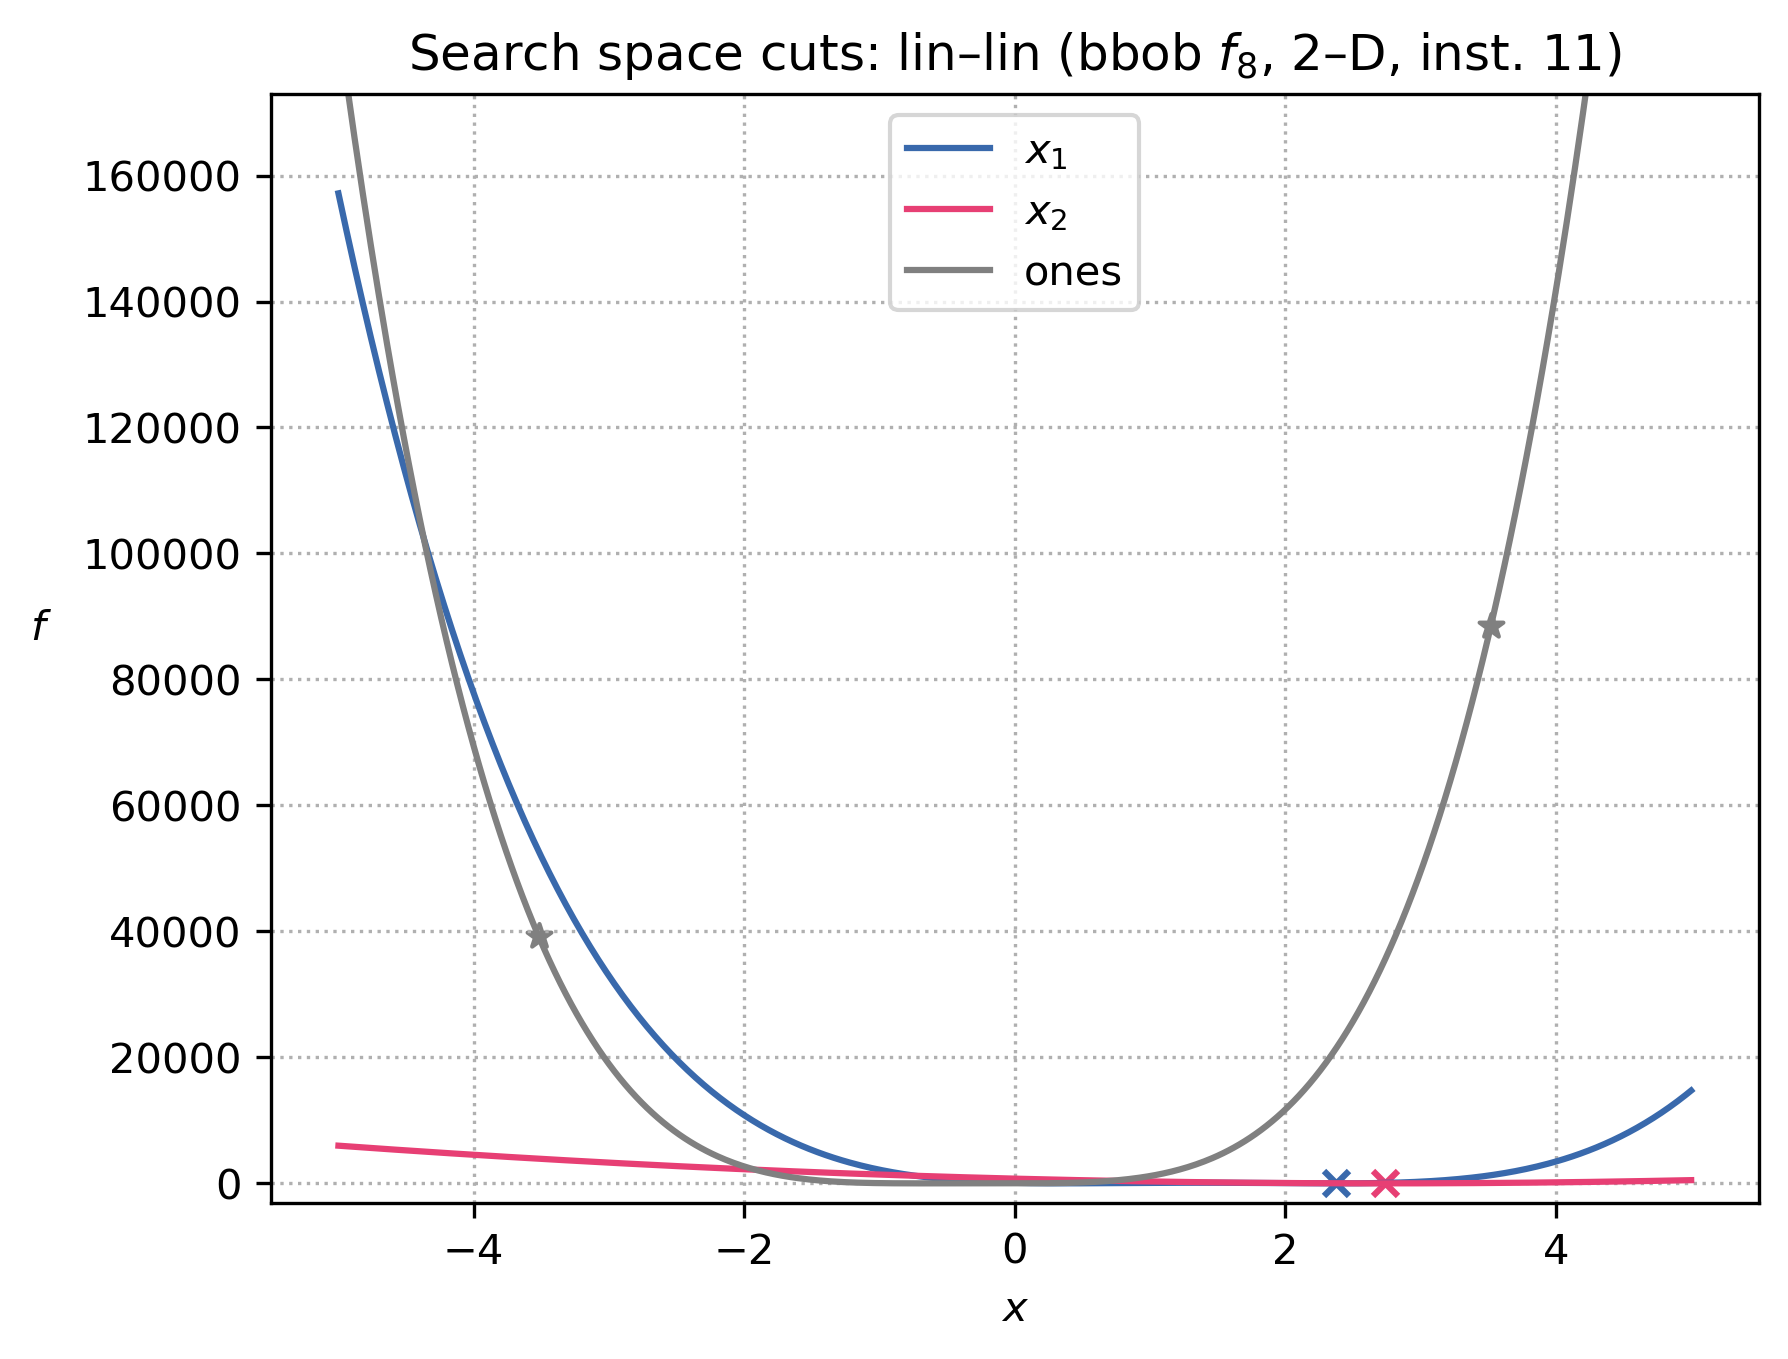 Search space cuts: lin–lin (bbob f₈, 2–D, inst. 11)
x₁
x₂
ones
160000
140000
120000
100000
80000
60000
40000
20000
0
f
−4 −2 0 2 4
x